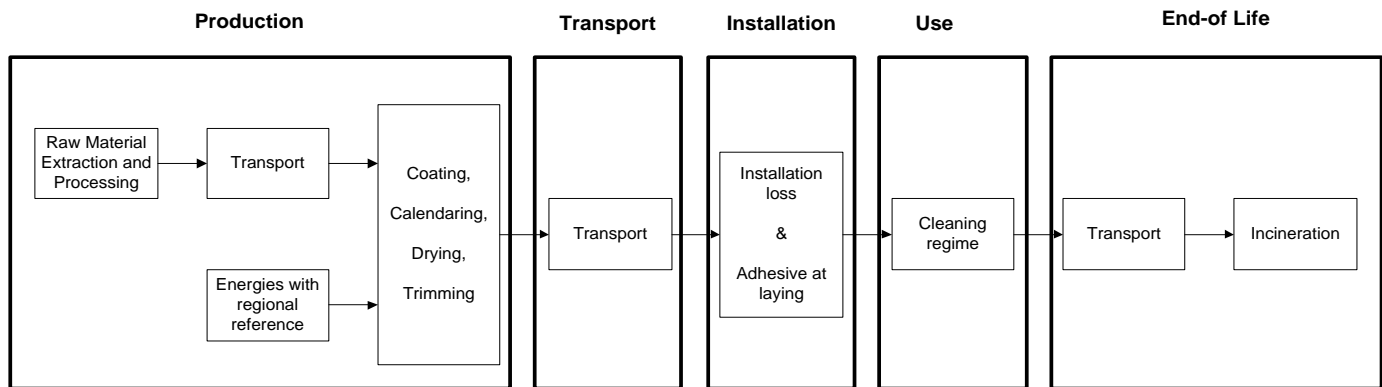 Production
Transport
Installation
Use
End-of Life
Raw Material
Extraction and
Processing
Transport
Energies with
regional
reference
Coating,
Calendaring,
Drying,
Trimming
Transport
Installation
loss
&
Adhesive at
laying
Cleaning
regime
Transport
Incineration